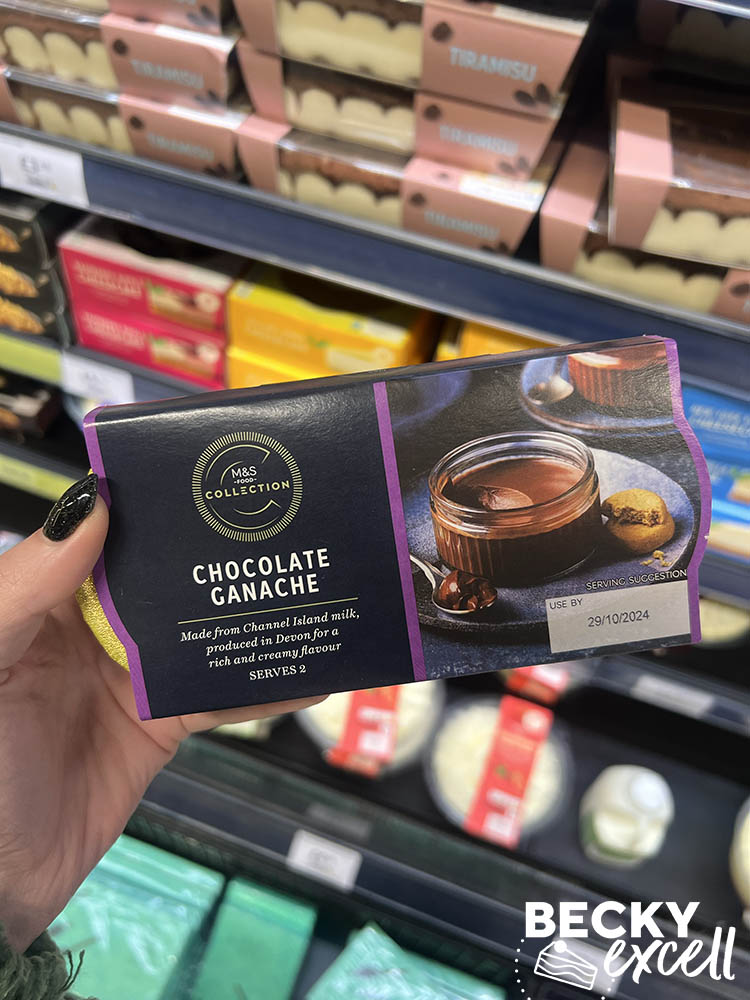 TIRAMISU
TIRAMISU
TIRAMISU
TIRAMISU
TIRAMISU
M&S
-FOOD-
COLLECTION
CHOCOLATE
GANACHE
Made from Channel Island milk,
produced in Devon for a
rich and creamy flavour
SERVES 2
SERVING SUGGESTION
USE BY
29/10/2024
BECKY
excell